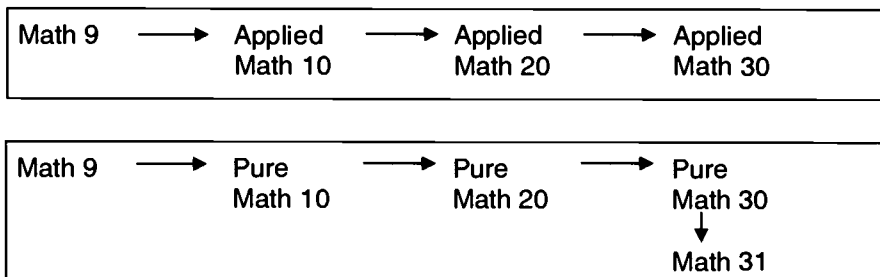 Math 9 Applied Applied Applied
Math 10 Math 20 Math 30
Math 9 Pure Pure Pure
Math 10 Math 20 Math 30
Math 31